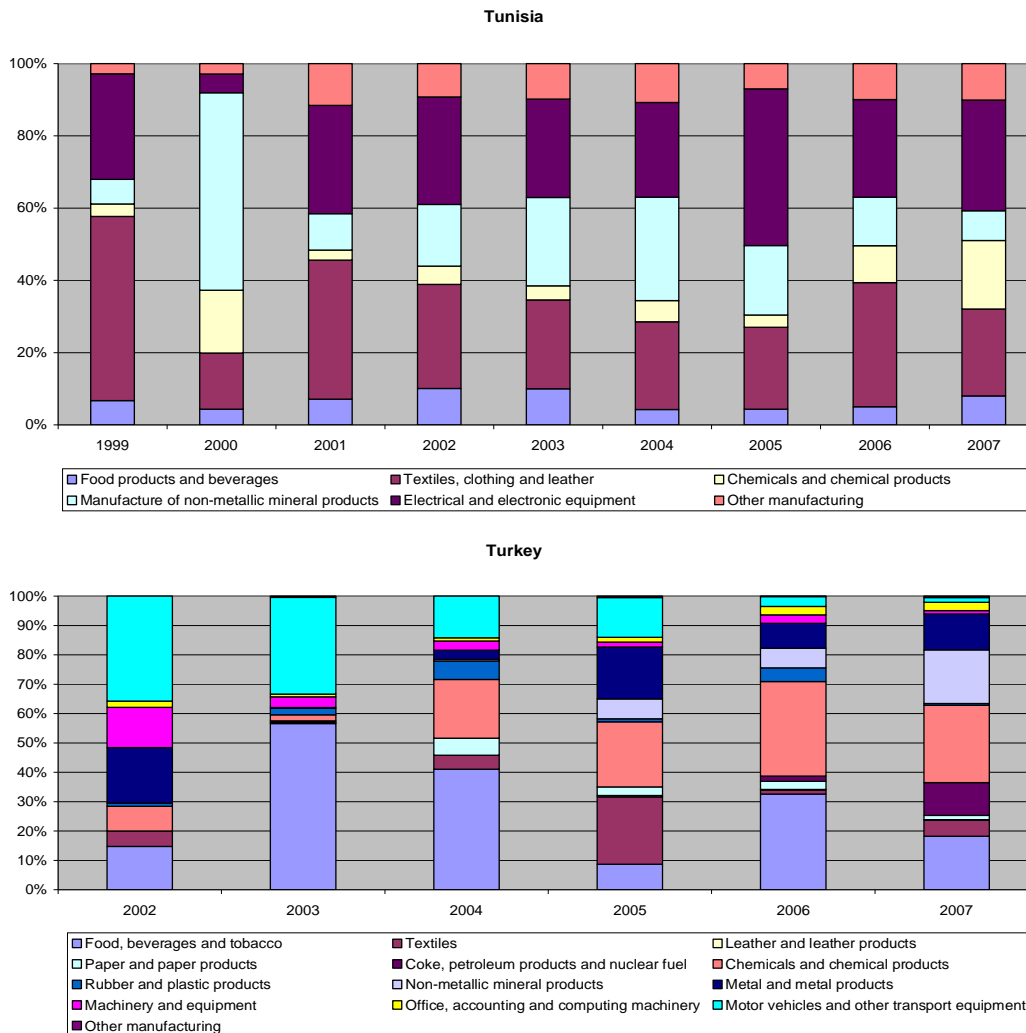 Tunisia
100%
80%
60%
40%
20%
0%
1999 2000 2001 2002 2003 2004 2005 2006 2007
Food products and beverages Textiles, clothing and leather Chemicals and chemical products
Manufacture of non-metallic mineral products Electrical and electronic equipment Other manufacturing
Turkey
100%
90%
80%
70%
60%
50%
40%
30%
20%
10%
0%
2002 2003 2004 2005 2006 2007
Food, beverages and tobacco Textiles Leather and leather products
Paper and paper products Coke, petroleum products and nuclear fuel Chemicals and chemical products
Rubber and plastic products Non-metallic mineral products Metal and metal products
Machinery and equipment Office, accounting and computing machinery Motor vehicles and other transport equipment
Other manufacturing